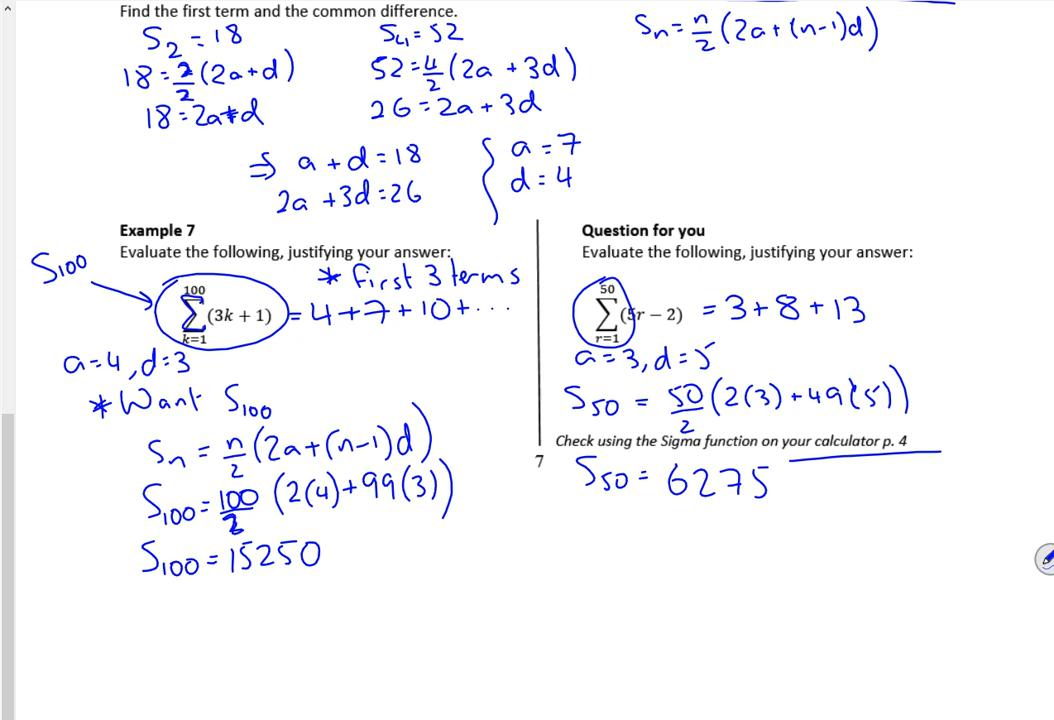 Find the first term and the common difference.
S₂ = 18
18 = 2/2 (2a + d)
18 = 2a + d
S₄ = 52
52 = 4/2 (2a + 3d)
26 = 2a + 3d
Sn = n/2 (2a + (n-1)d)
⇒ a + d = 18
2a + 3d = 26
{ a = 7
d = 4
Example 7
Evaluate the following, justifying your answer:
S₁₀₀
* first 3 terms
100
∑ (3k + 1) = 4 + 7 + 10 + ...
k=1
a = 4, d = 3
* Want S₁₀₀
Sn = n/2 (2a + (n-1)d)
S₁₀₀ = 100/2 (2(4) + 99(3))
S₁₀₀ = 15250
Question for you
Evaluate the following, justifying your answer:
50
∑ (5r − 2) = 3 + 8 + 13
r=1
a = 3, d = 5
S₅₀ = 50/2 (2(3) + 49(5))
Check using the Sigma function on your calculator p. 4
7
S₅₀ = 6275